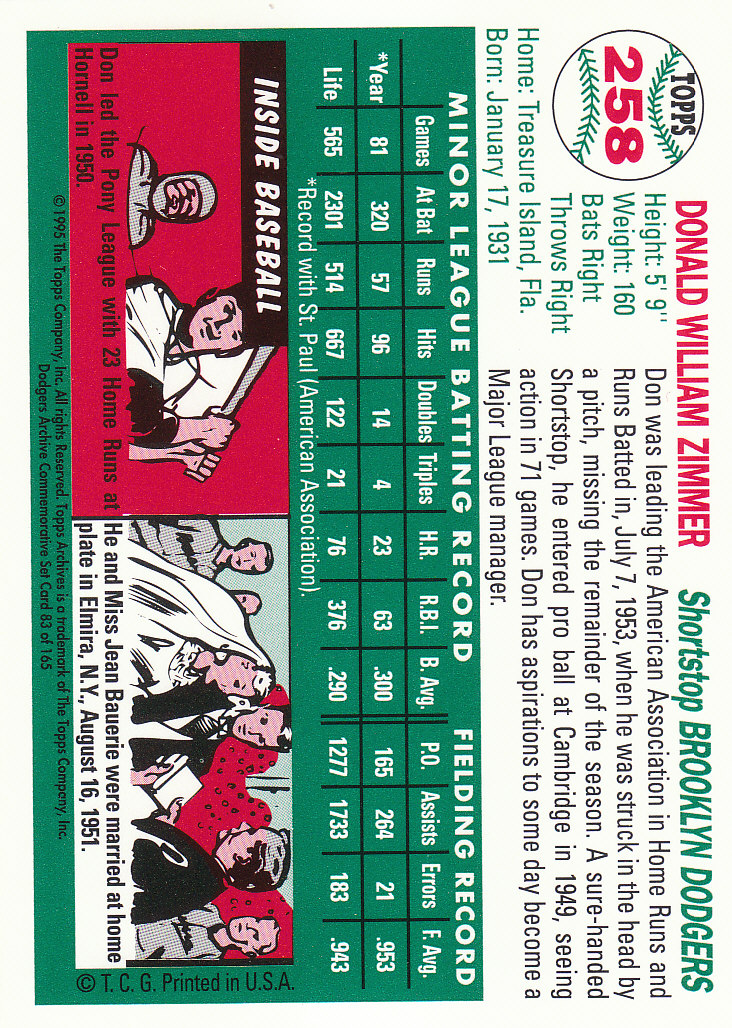 TOPPS
258
DONALD WILLIAM ZIMMER Shortstop BROOKLYN DODGERS
Height: 5' 9"
Weight: 160
Bats Right
Throws Right
Home: Treasure Island, Fla.
Born: January 17, 1931
Don was leading the American Association in Home Runs and
Runs Batted in, July 7, 1953, when he was struck in the head by
a pitch, missing the remainder of the season. A sure-handed
Shortstop, he entered pro ball at Cambridge in 1949, seeing
action in 71 games. Don has aspirations to some day become a
Major League manager.
MINOR LEAGUE BATTING RECORD FIELDING RECORD
Games At Bat Runs Hits Doubles Triples H.R. R.B.I. B. Avg. P.O. Assists Errors F. Avg.
*Year 81 320 57 96 14 4 23 63 .300 165 264 21 .953
Life 565 2301 514 667 122 21 76 376 .290 1277 1733 183 .943
*Record with St. Paul (American Association).
INSIDE BASEBALL
Don led the Pony League with 23 Home Runs at
Hornell in 1950.
He and Miss Jean Bauerie were married at home
plate in Elmira, N.Y., August 16, 1951.
© T. C. G. Printed in U.S.A.
©1995 The Topps Company, Inc. All rights Reserved. Topps Archives is a trademark of The Topps Company, Inc.
Dodgers Archive Commemorative Set Card 83 of 165